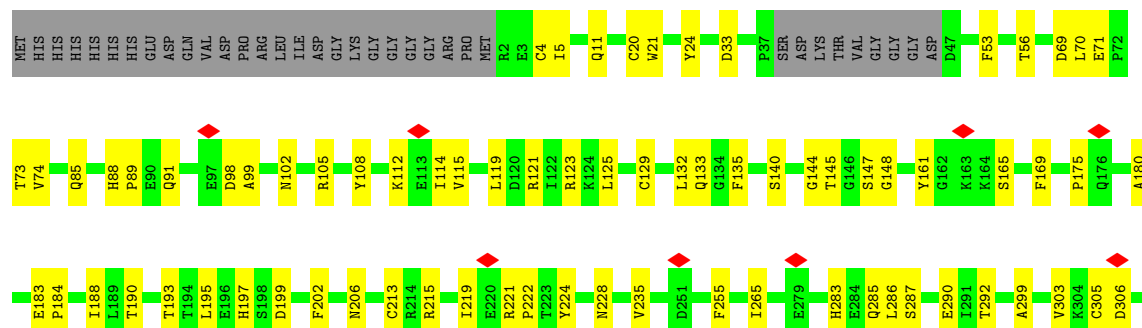 MET HIS HIS HIS HIS HIS HIS GLU ASP GLN VAL ASP PRO ARG LEU ILE ASP GLY LYS GLY GLY GLY GLY ARG PRO MET R2 E3 C4 I5 Q11 C20 W21 Y24 D33 P37 SER ASP LYS THR VAL GLY GLY GLY ASP D47 F53 T56 D69 L70 E71 P72
T73 V74 Q85 H88 P89 E90 Q91 E97 D98 A99 N102 R105 Y108 K112 E113 I114 V115 L119 D120 R121 I122 R123 K124 L125 C129 L132 Q133 G134 F135 S140 G144 T145 G146 S147 G148 Y161 G162 K163 K164 S165 F169 P175 Q176 A180
E183 P184 I188 L189 T190 T193 T194 L195 E196 H197 S198 D199 F202 N206 C213 R214 R215 I219 E220 R221 P222 T223 Y224 N228 V235 D251 F255 I265 E279 H283 E284 Q285 L286 S287 E290 I291 T292 A299 V303 K304 C305 D306